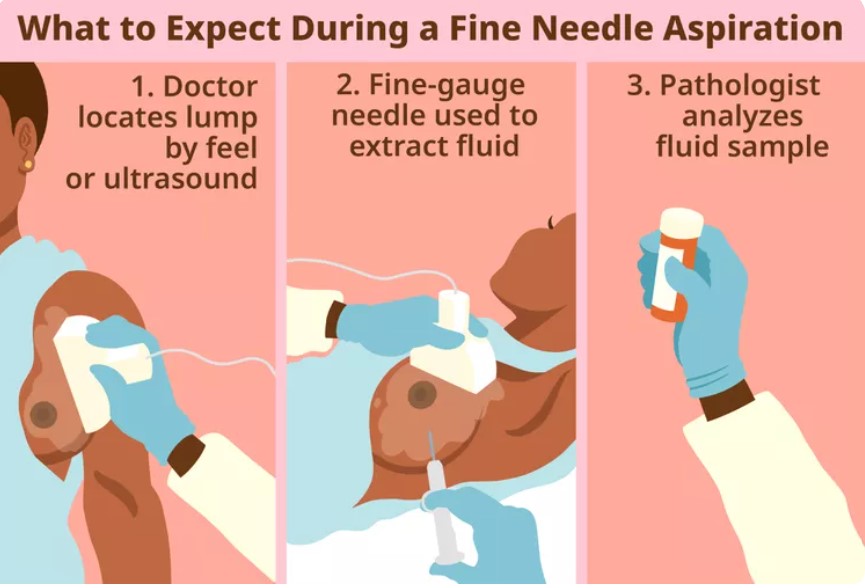 What to Expect During a Fine Needle Aspiration
1. Doctor
locates lump
by feel
or ultrasound
2. Fine-gauge
needle used to
extract fluid
3. Pathologist
analyzes
fluid sample